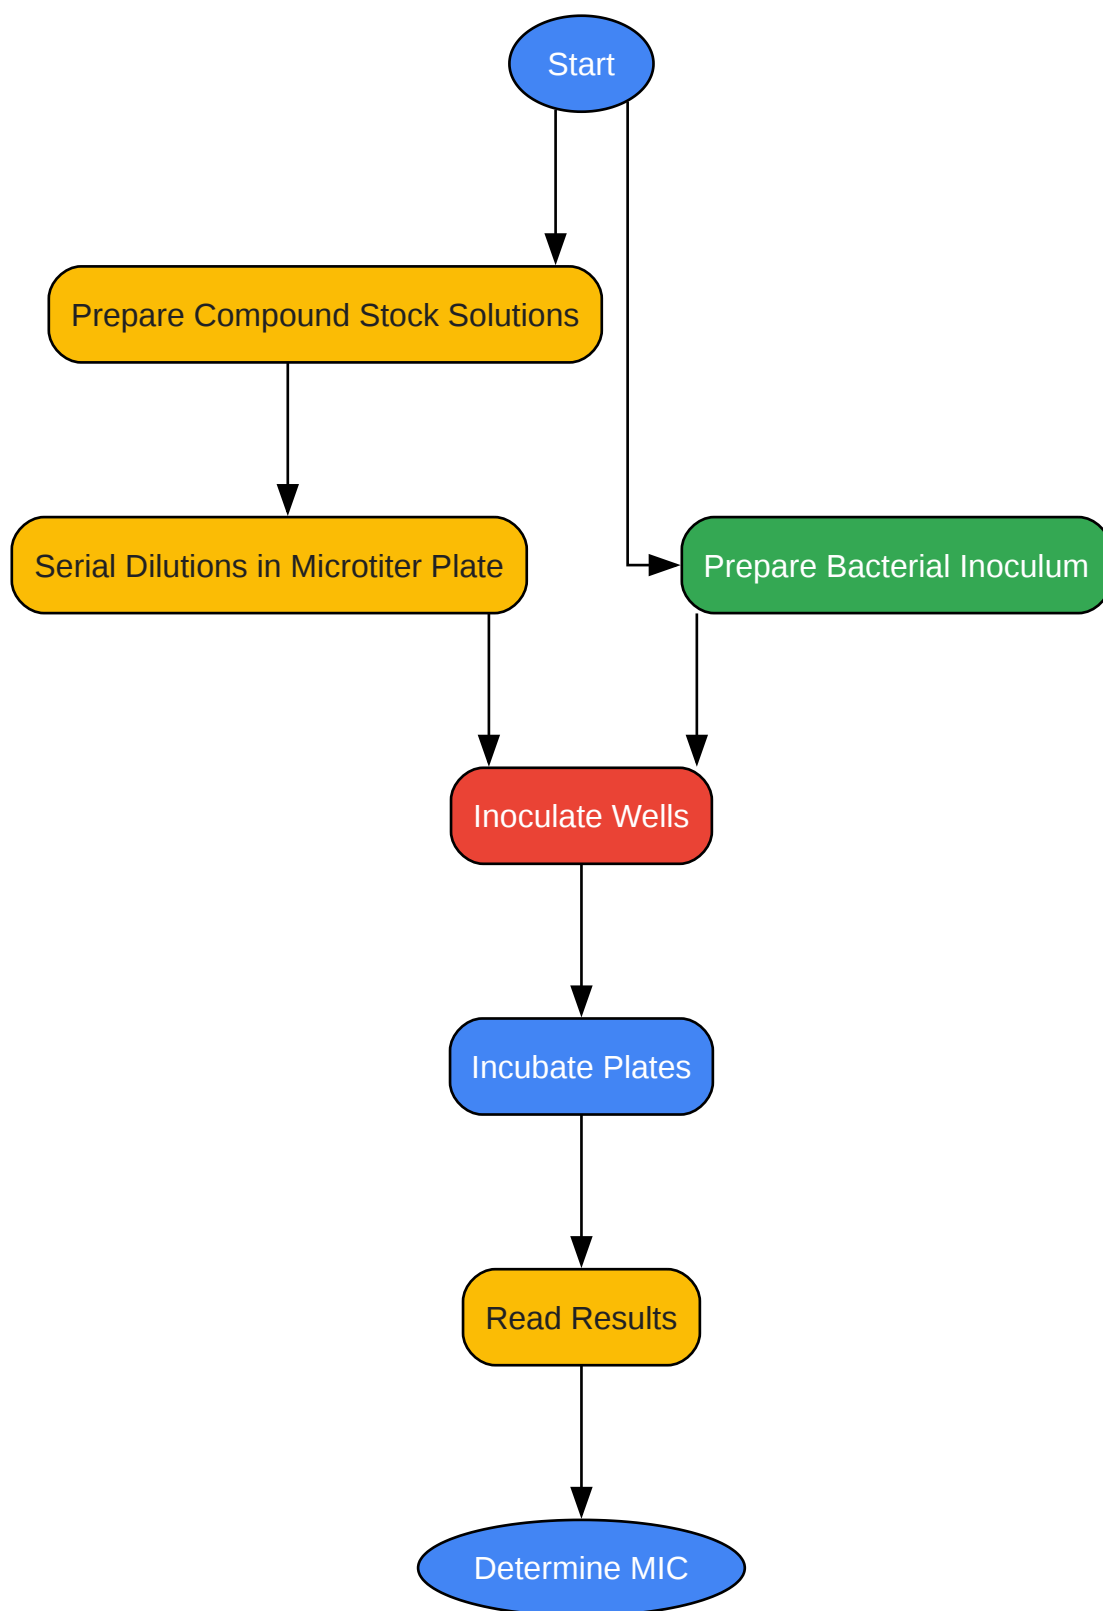 Start
Prepare Compound Stock Solutions
Serial Dilutions in Microtiter Plate
Prepare Bacterial Inoculum
Inoculate Wells
Incubate Plates
Read Results
Determine MIC